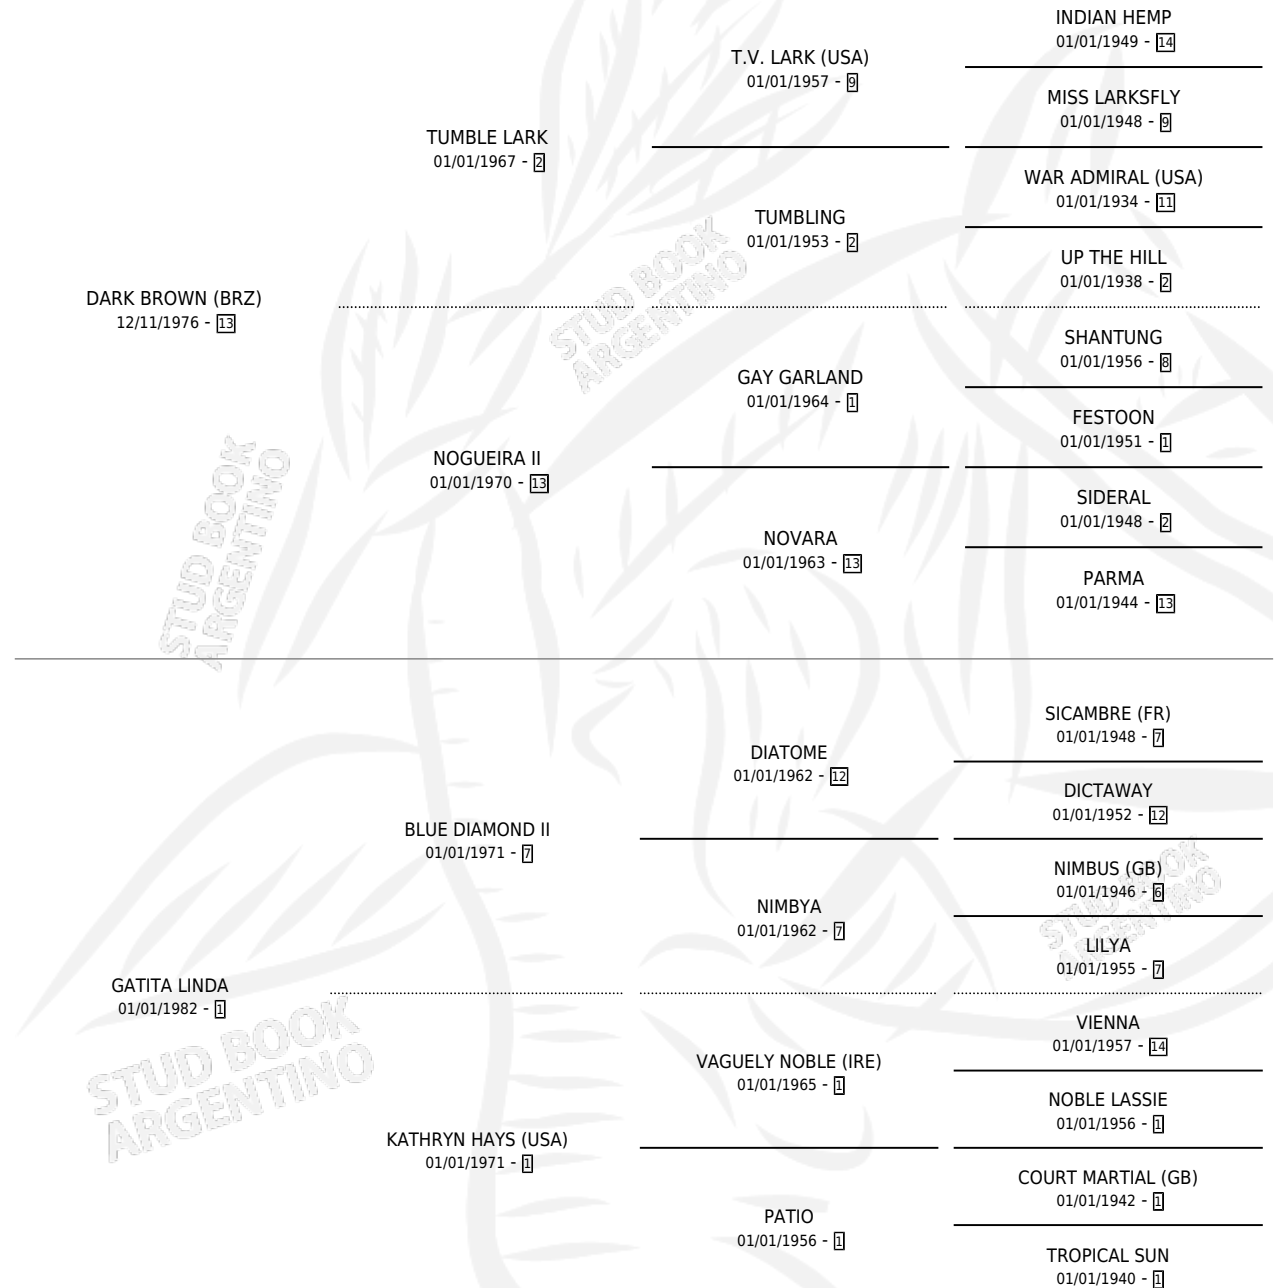 INDIAN HEMP
01/01/1949 - 14
T.V. LARK (USA)
01/01/1957 - 9
MISS LARKSFLY
01/01/1948 - 9
TUMBLE LARK
01/01/1967 - 2
WAR ADMIRAL (USA)
01/01/1934 - 11
TUMBLING
01/01/1953 - 2
UP THE HILL
01/01/1938 - 2
DARK BROWN (BRZ)
12/11/1976 - 13
SHANTUNG
01/01/1956 - 8
GAY GARLAND
01/01/1964 - 1
FESTOON
01/01/1951 - 1
NOGUEIRA II
01/01/1970 - 13
SIDERAL
01/01/1948 - 2
NOVARA
01/01/1963 - 13
PARMA
01/01/1944 - 13
SICAMBRE (FR)
01/01/1948 - 7
DIATOME
01/01/1962 - 12
DICTAWAY
01/01/1952 - 12
BLUE DIAMOND II
01/01/1971 - 7
NIMBUS (GB)
01/01/1946 - 6
NIMBYA
01/01/1962 - 7
LILYA
01/01/1955 - 7
GATITA LINDA
01/01/1982 - 1
VIENNA
01/01/1957 - 14
VAGUELY NOBLE (IRE)
01/01/1965 - 1
NOBLE LASSIE
01/01/1956 - 1
KATHRYN HAYS (USA)
01/01/1971 - 1
COURT MARTIAL (GB)
01/01/1942 - 1
PATIO
01/01/1956 - 1
TROPICAL SUN
01/01/1940 - 1
STUD BOOK
ARGENTINO
STUD BOOK
ARGENTINO
STUD BOOK
ARGENTINO
STUD BOOK
ARGENTINO